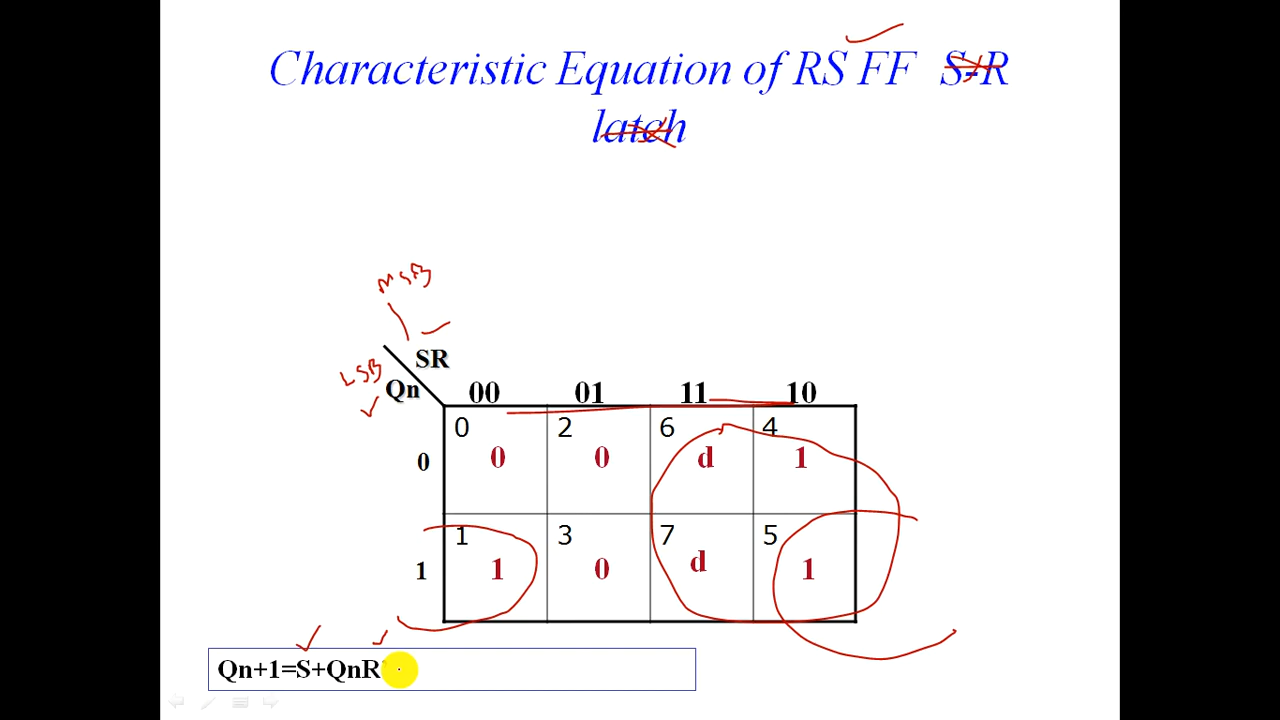 Characteristic Equation of RS FF S-R
latch
MSB
SR
LSB
Qn
00 01 11 10
0 2 6 4
0 0 0 d 1
1 3 7 5
1 1 0 d 1
Qn+1=S+QnR'